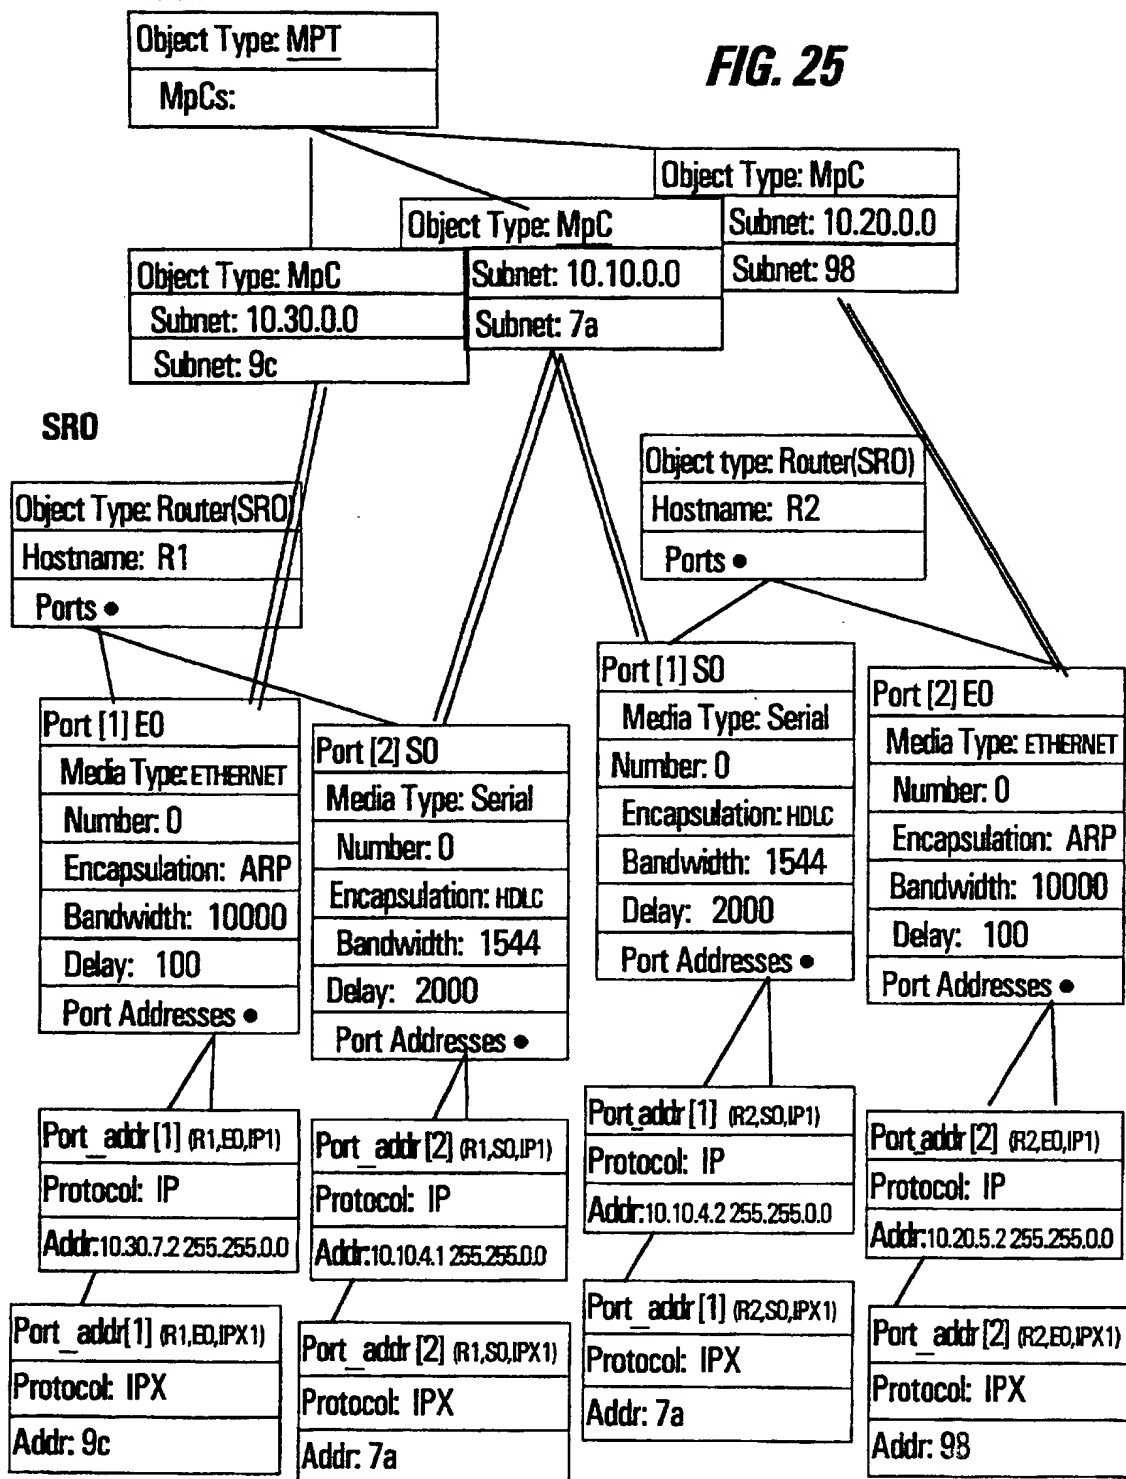 Object Type: MPT
MpCs:
FIG. 25
Object Type: MpC
Subnet: 10.20.0.0
Subnet: 98
Object Type: MpC
Subnet: 10.10.0.0
Subnet: 7a
Object Type: MpC
Subnet: 10.30.0.0
Subnet: 9c
SRO
Object Type: Router(SRO)
Hostname: R1
Ports •
Object type: Router(SRO)
Hostname: R2
Ports •
Port [1] E0
Media Type: ETHERNET
Number: 0
Encapsulation: ARP
Bandwidth: 10000
Delay: 100
Port Addresses •
Port [2] S0
Media Type: Serial
Number: 0
Encapsulation: HDLC
Bandwidth: 1544
Delay: 2000
Port Addresses •
Port [1] S0
Media Type: Serial
Number: 0
Encapsulation: HDLC
Bandwidth: 1544
Delay: 2000
Port Addresses •
Port [2] E0
Media Type: ETHERNET
Number: 0
Encapsulation: ARP
Bandwidth: 10000
Delay: 100
Port Addresses •
Port_addr [1] (R1,E0,IP1)
Protocol: IP
Addr:10.30.7.2 255.255.0.0
Port_addr [2] (R1,S0,IP1)
Protocol: IP
Addr:10.10.4.1 255.255.0.0
Port_addr [1] (R2,S0,IP1)
Protocol: IP
Addr:10.10.4.2 255.255.0.0
Port_addr [2] (R2,E0,IP1)
Protocol: IP
Addr:10.20.5.2 255.255.0.0
Port_addr[1] (R1,E0,IPX1)
Protocol: IPX
Addr: 9c
Port_addr [2] (R1,S0,IPX1)
Protocol: IPX
Addr: 7a
Port_addr [1] (R2,S0,IPX1)
Protocol: IPX
Addr: 7a
Port_addr [2] (R2,E0,IPX1)
Protocol: IPX
Addr: 98